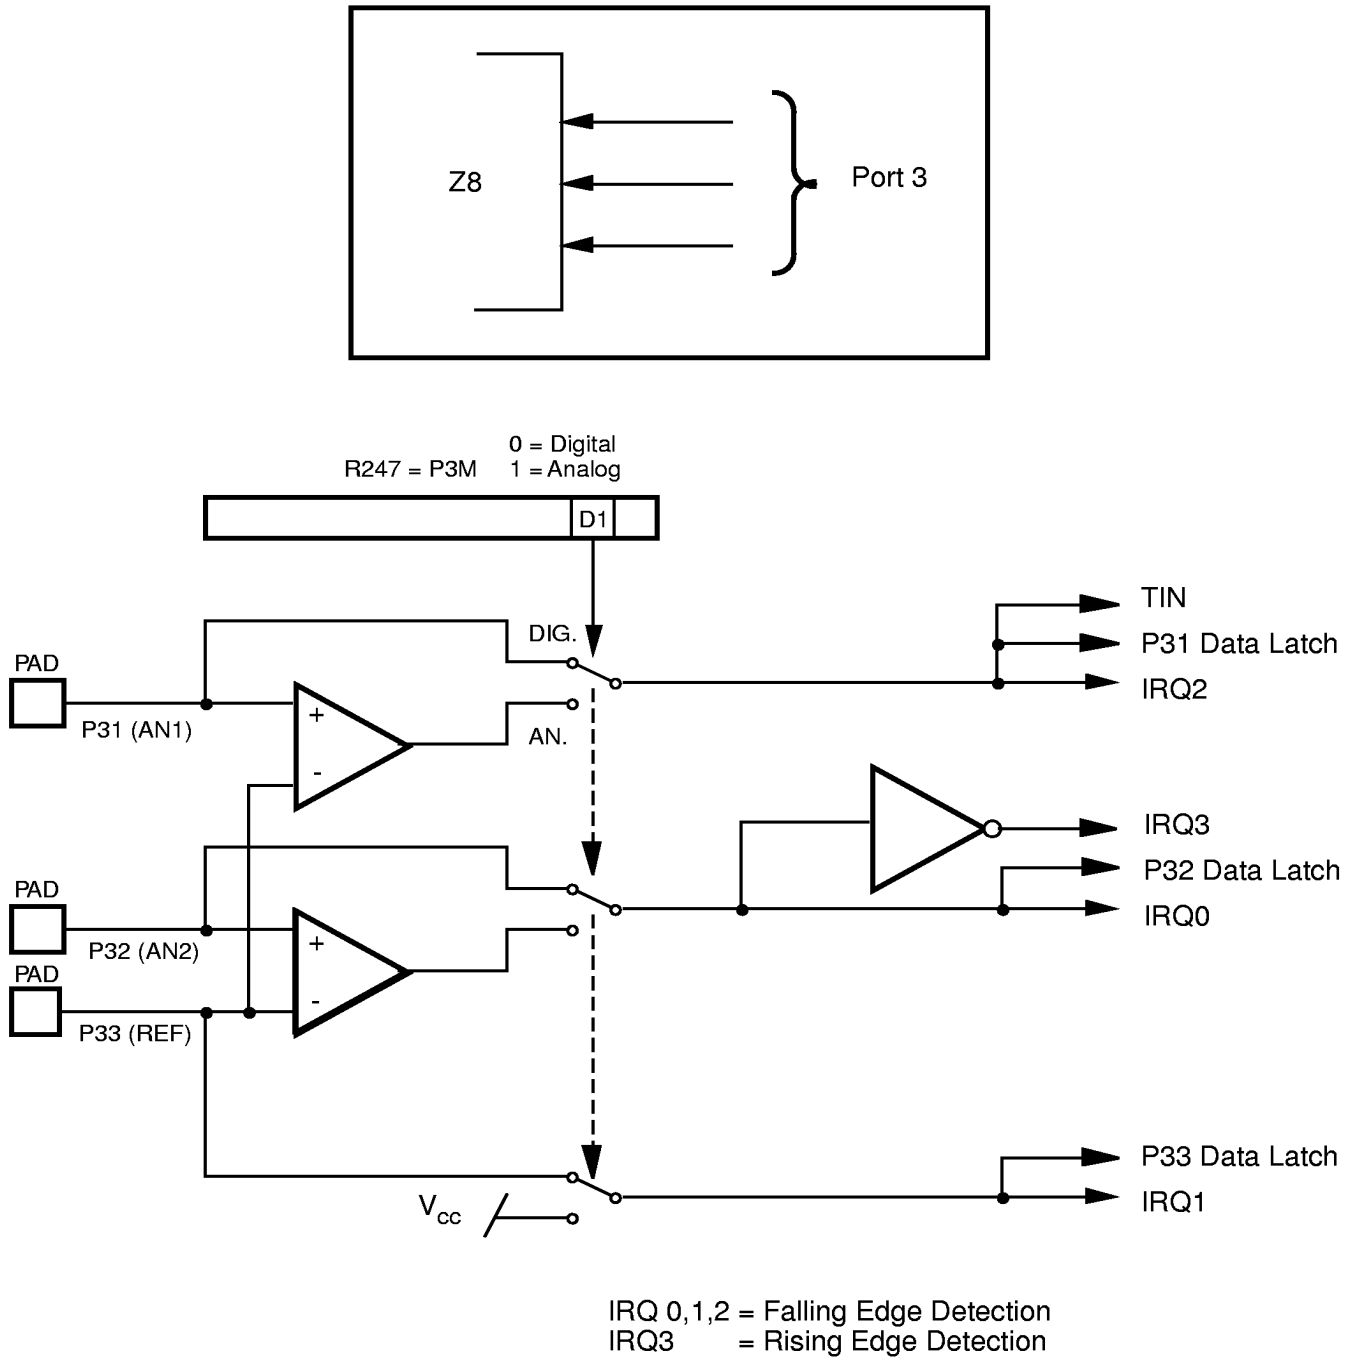 Z8
Port 3
0 = Digital
R247 = P3M 1 = Analog
D1
TIN
DIG.
P31 Data Latch
PAD
IRQ2
+
P31 (AN1)
AN.
-
IRQ3
P32 Data Latch
PAD
IRQ0
+
P32 (AN2)
PAD
-
P33 (REF)
P33 Data Latch
VCC
IRQ1
IRQ 0,1,2 = Falling Edge Detection
IRQ3 = Rising Edge Detection